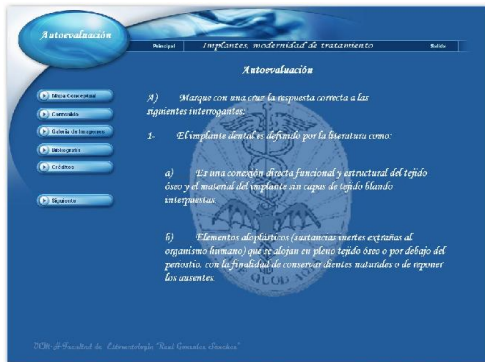 Autoevaluación
Principal
Implantes, modernidad de tratamiento
Salida
Autoevaluación
Mapa Conceptual
Contenido
Galería de Imágenes
Bibliografía
Créditos
Siguiente
A) Marque con una cruz la respuesta correcta a las
siguientes interrogantes:
1- El implante dental es definido por la literatura como:
a) Es una conexión directa funcional y estructural del tejido
óseo y el material del implante sin capas de tejido blando
interpuestas.
b) Elementos aloplásticos (sustancias inertes extrañas al
organismo humano) que se alojan en pleno tejido óseo o por debajo del
periostio, con la finalidad de conservar dientes naturales o de reponer
los ausentes.
QUOD
UCM-H Facultad de Estomatología "Raúl González Sánchez"